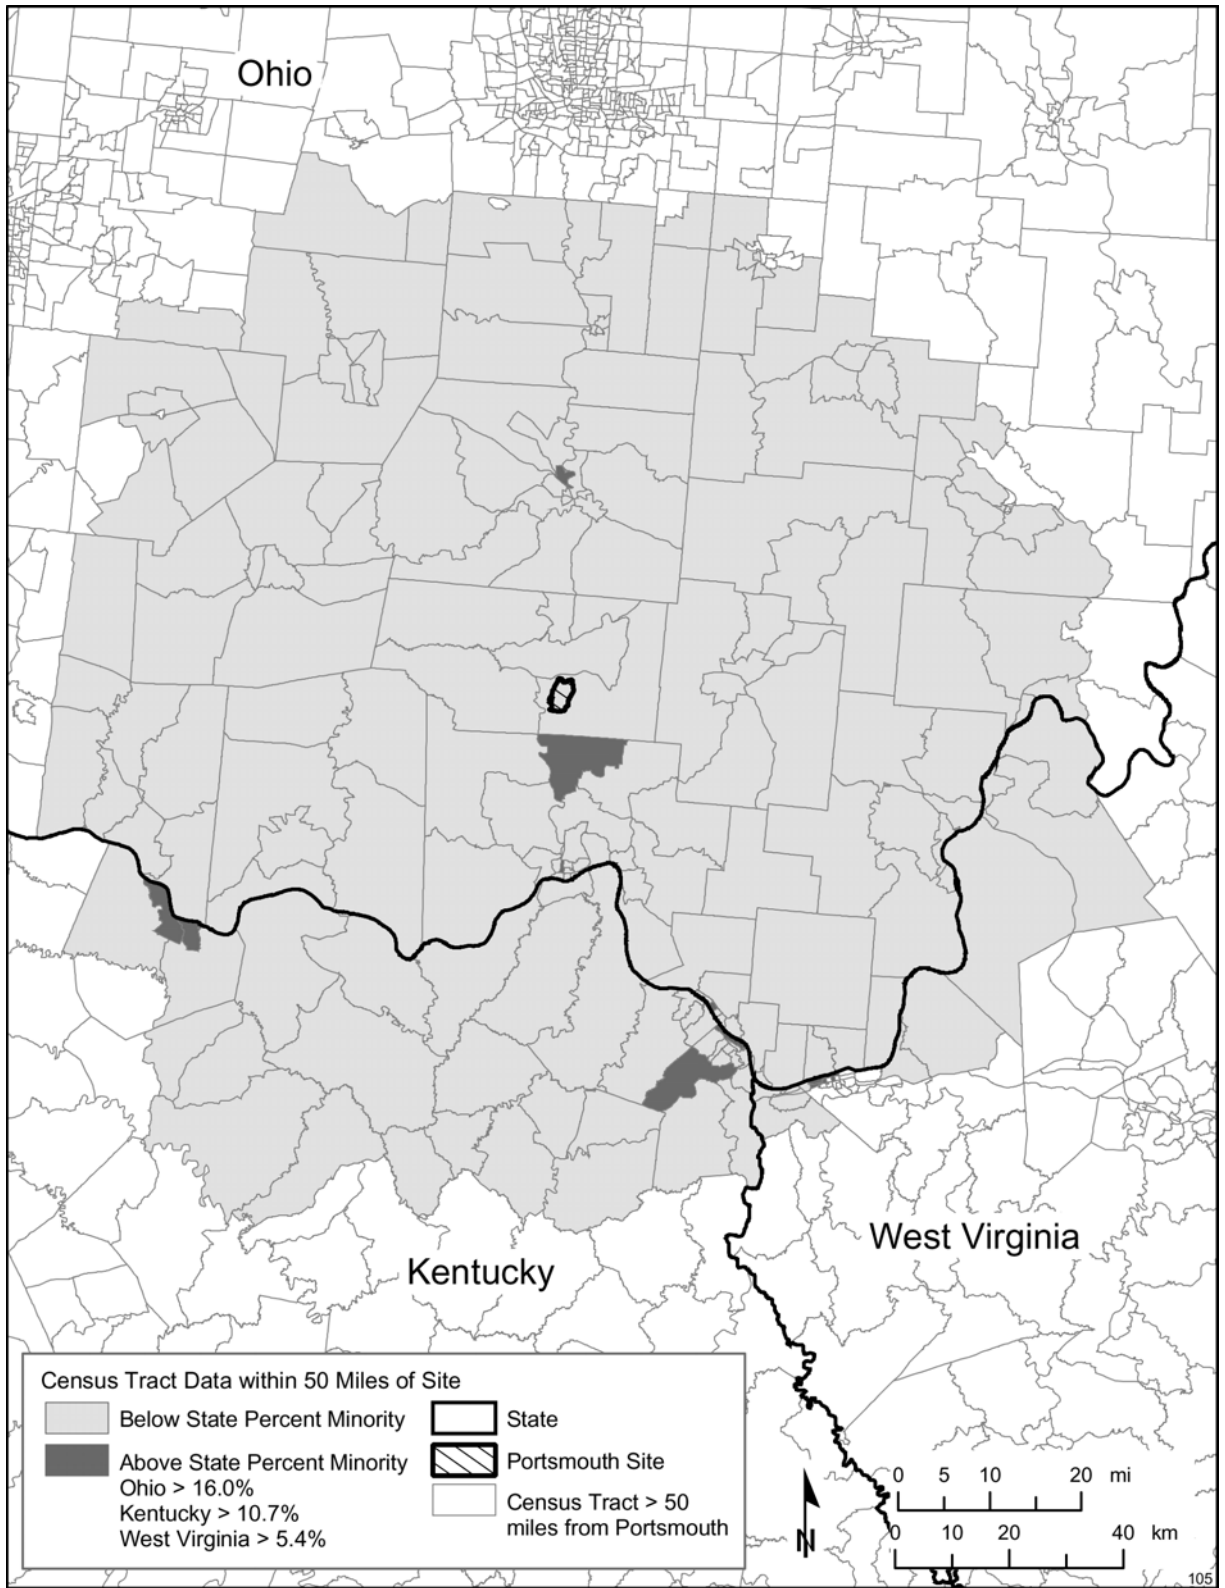 Ohio
West Virginia
Kentucky
Census Tract Data within 50 Miles of Site
Below State Percent Minority
Above State Percent Minority
Ohio > 16.0%
Kentucky > 10.7%
West Virginia > 5.4%
State
Portsmouth Site
Census Tract > 50
miles from Portsmouth
N
0 5 10 20 mi
0 10 20 40 km
105